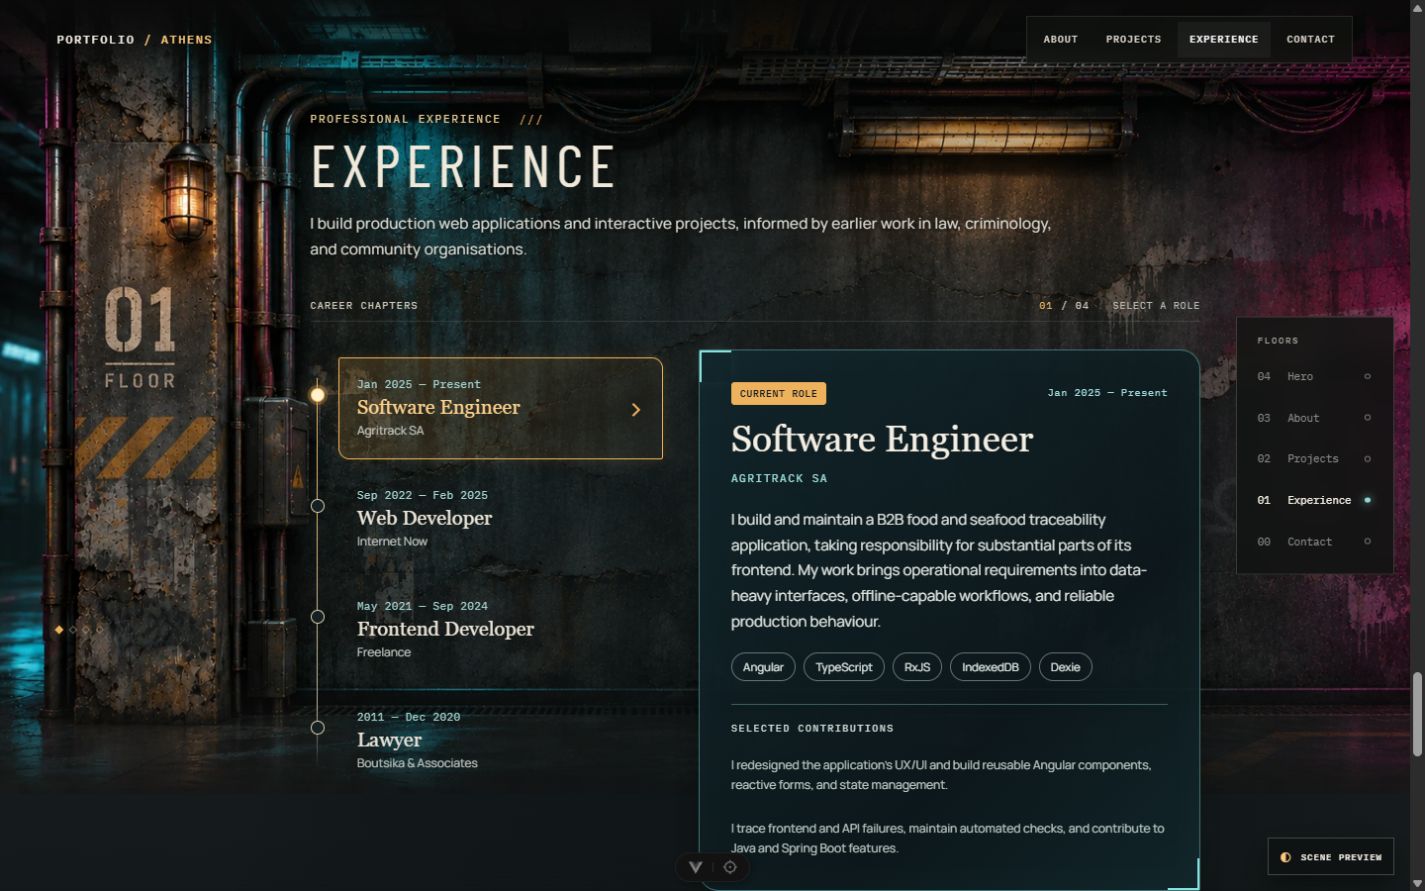 PORTFOLIO / ATHENS
ABOUT PROJECTS EXPERIENCE CONTACT
PROFESSIONAL EXPERIENCE ///
EXPERIENCE
I build production web applications and interactive projects, informed by earlier work in law, criminology,
and community organisations.
01
FLOOR
CAREER CHAPTERS
01 / 04 SELECT A ROLE
Jan 2025 — Present
Software Engineer
Agritrack SA
Sep 2022 — Feb 2025
Web Developer
Internet Now
May 2021 — Sep 2024
Frontend Developer
Freelance
2011 — Dec 2020
Lawyer
Boutsika & Associates
CURRENT ROLE
Jan 2025 — Present
Software Engineer
AGRITRACK SA
I build and maintain a B2B food and seafood traceability
application, taking responsibility for substantial parts of its
frontend. My work brings operational requirements into data-
heavy interfaces, offline-capable workflows, and reliable
production behaviour.
Angular TypeScript RxJS IndexedDB Dexie
SELECTED CONTRIBUTIONS
I redesigned the application's UX/UI and build reusable Angular components,
reactive forms, and state management.
I trace frontend and API failures, maintain automated checks, and contribute to
Java and Spring Boot features.
FLOORS
04 Hero
03 About
02 Projects
01 Experience
00 Contact
SCENE PREVIEW